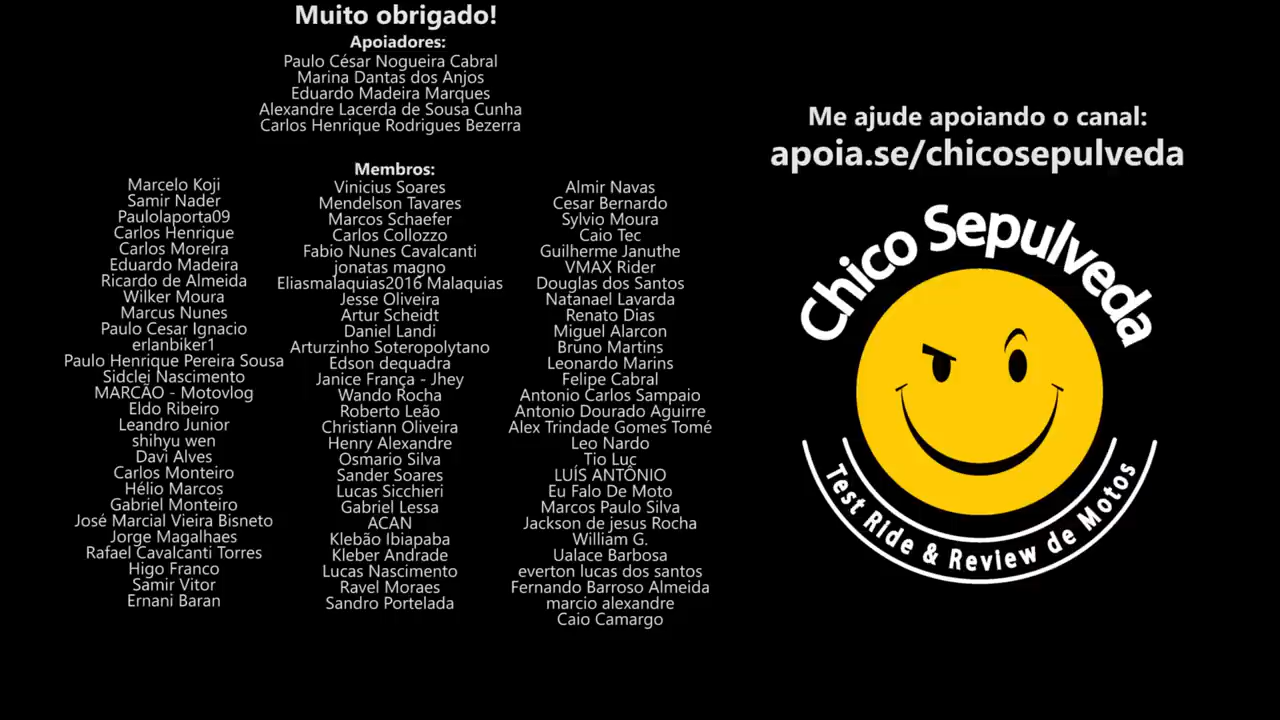 Muito obrigado!
Apoiadores:
Paulo César Nogueira Cabral
Marina Dantas dos Anjos
Eduardo Madeira Marques
Alexandre Lacerda de Sousa Cunha
Carlos Henrique Rodrigues Bezerra
Membros:
Marcelo Koji
Samir Nader
Paulolaporta09
Carlos Henrique
Carlos Moreira
Eduardo Madeira
Ricardo de Almeida
Wilker Moura
Marcus Nunes
Paulo Cesar Ignacio
erlanbiker1
Paulo Henrique Pereira Sousa
Sidclei Nascimento
MARCÃO - Motovlog
Eldo Ribeiro
Leandro Junior
shihyu wen
Davi Alves
Carlos Monteiro
Hélio Marcos
Gabriel Monteiro
José Marcial Vieira Bisneto
Jorge Magalhaes
Rafael Cavalcanti Torres
Higo Franco
Samir Vitor
Ernani Baran
Vinicius Soares
Mendelson Tavares
Marcos Schaefer
Carlos Collozzo
Fabio Nunes Cavalcanti
jonatas magno
Eliasmalaquias2016 Malaquias
Jesse Oliveira
Artur Scheidt
Daniel Landi
Arturzinho Soteropolytano
Edson dequadra
Janice França - Jhey
Wando Rocha
Roberto Leão
Christiann Oliveira
Henry Alexandre
Osmario Silva
Sander Soares
Lucas Sicchieri
Gabriel Lessa
ACAN
Klebão Ibiapaba
Kleber Andrade
Lucas Nascimento
Ravel Moraes
Sandro Portelada
Almir Navas
Cesar Bernardo
Sylvio Moura
Caio Tec
Guilherme Januthe
VMAX Rider
Douglas dos Santos
Natanael Lavarda
Renato Dias
Miguel Alarcon
Bruno Martins
Leonardo Marins
Felipe Cabral
Antonio Carlos Sampaio
Antonio Dourado Aguirre
Alex Trindade Gomes Tomé
Leo Nardo
Tio Luc
LUÍS ANTÔNIO
Eu Falo De Moto
Marcos Paulo Silva
Jackson de jesus Rocha
William G.
Ualace Barbosa
everton lucas dos santos
Fernando Barroso Almeida
marcio alexandre
Caio Camargo
Me ajude apoiando o canal:
apoia.se/chicosepulveda
Chico Sepulveda
Test Ride & Review de Motos